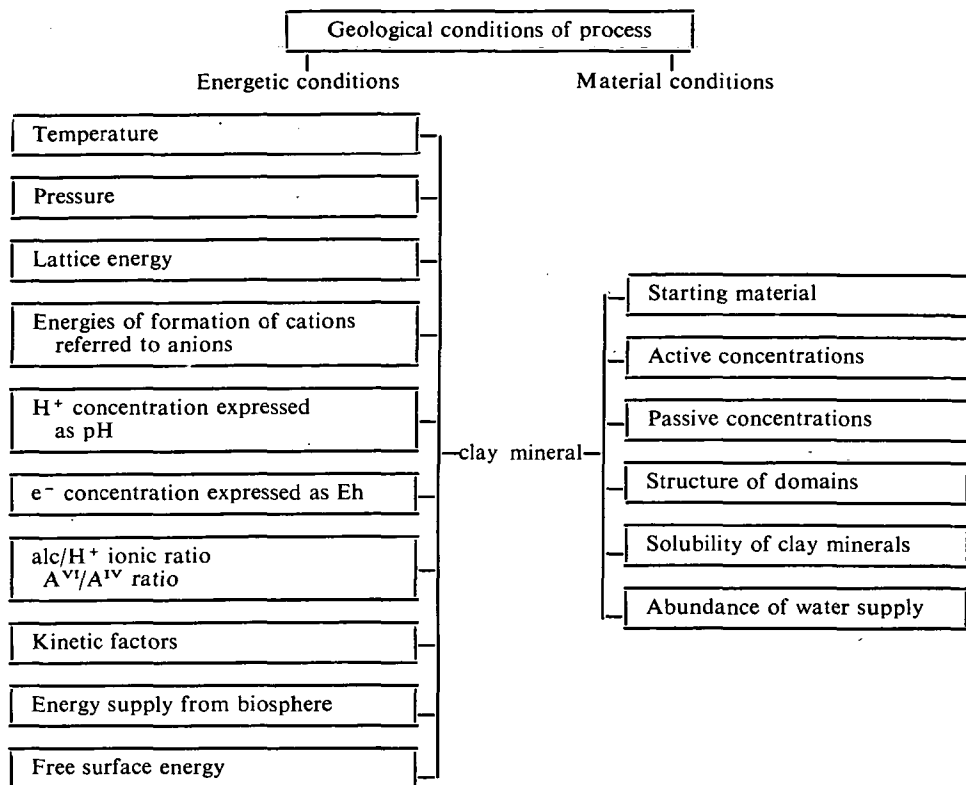 Geological conditions of process
Energetic conditions
Material conditions
Temperature
Pressure
Lattice energy
Energies of formation of cations
referred to anions
H⁺ concentration expressed
as pH
e⁻ concentration expressed as Eh
alc/H⁺ ionic ratio
Aⱽᴵ/Aᴵⱽ ratio
Kinetic factors
Energy supply from biosphere
Free surface energy
clay mineral
Starting material
Active concentrations
Passive concentrations
Structure of domains
Solubility of clay minerals
Abundance of water supply